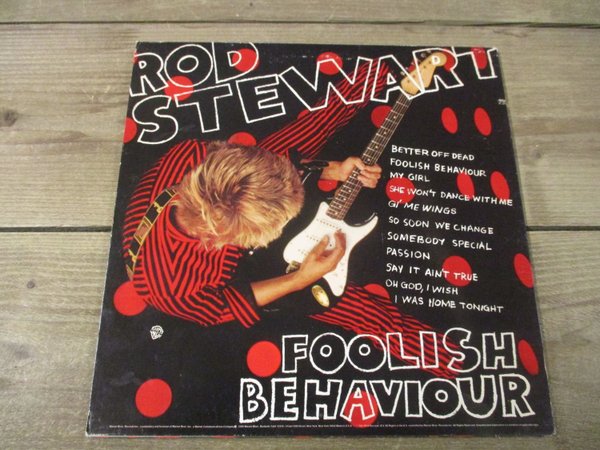 ROD
STEWART
BETTER OFF DEAD
FOOLISH BEHAVIOUR
MY GIRL
SHE WON'T DANCE WITH ME
GI' ME WINGS
SO SOON WE CHANGE
SOMEBODY SPECIAL
PASSION
SAY IT AIN'T TRUE
OH GOD, I WISH
I WAS HOME TONIGHT
FOOLISH
BEHAVIOUR